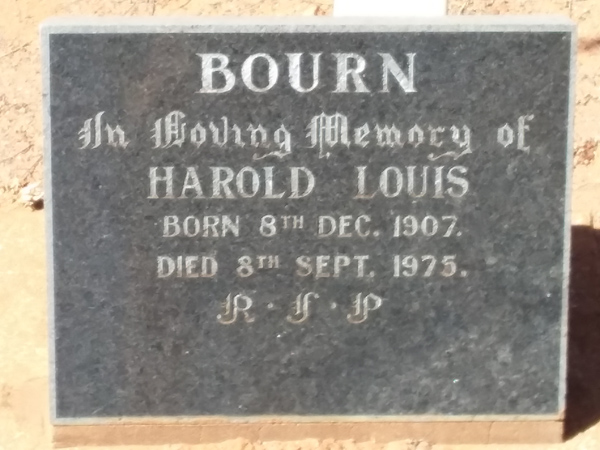 BOURN
In Loving Memory of
HAROLD LOUIS
BORN 8TH DEC. 1907.
DIED 8TH SEPT. 1975.
R · I · P